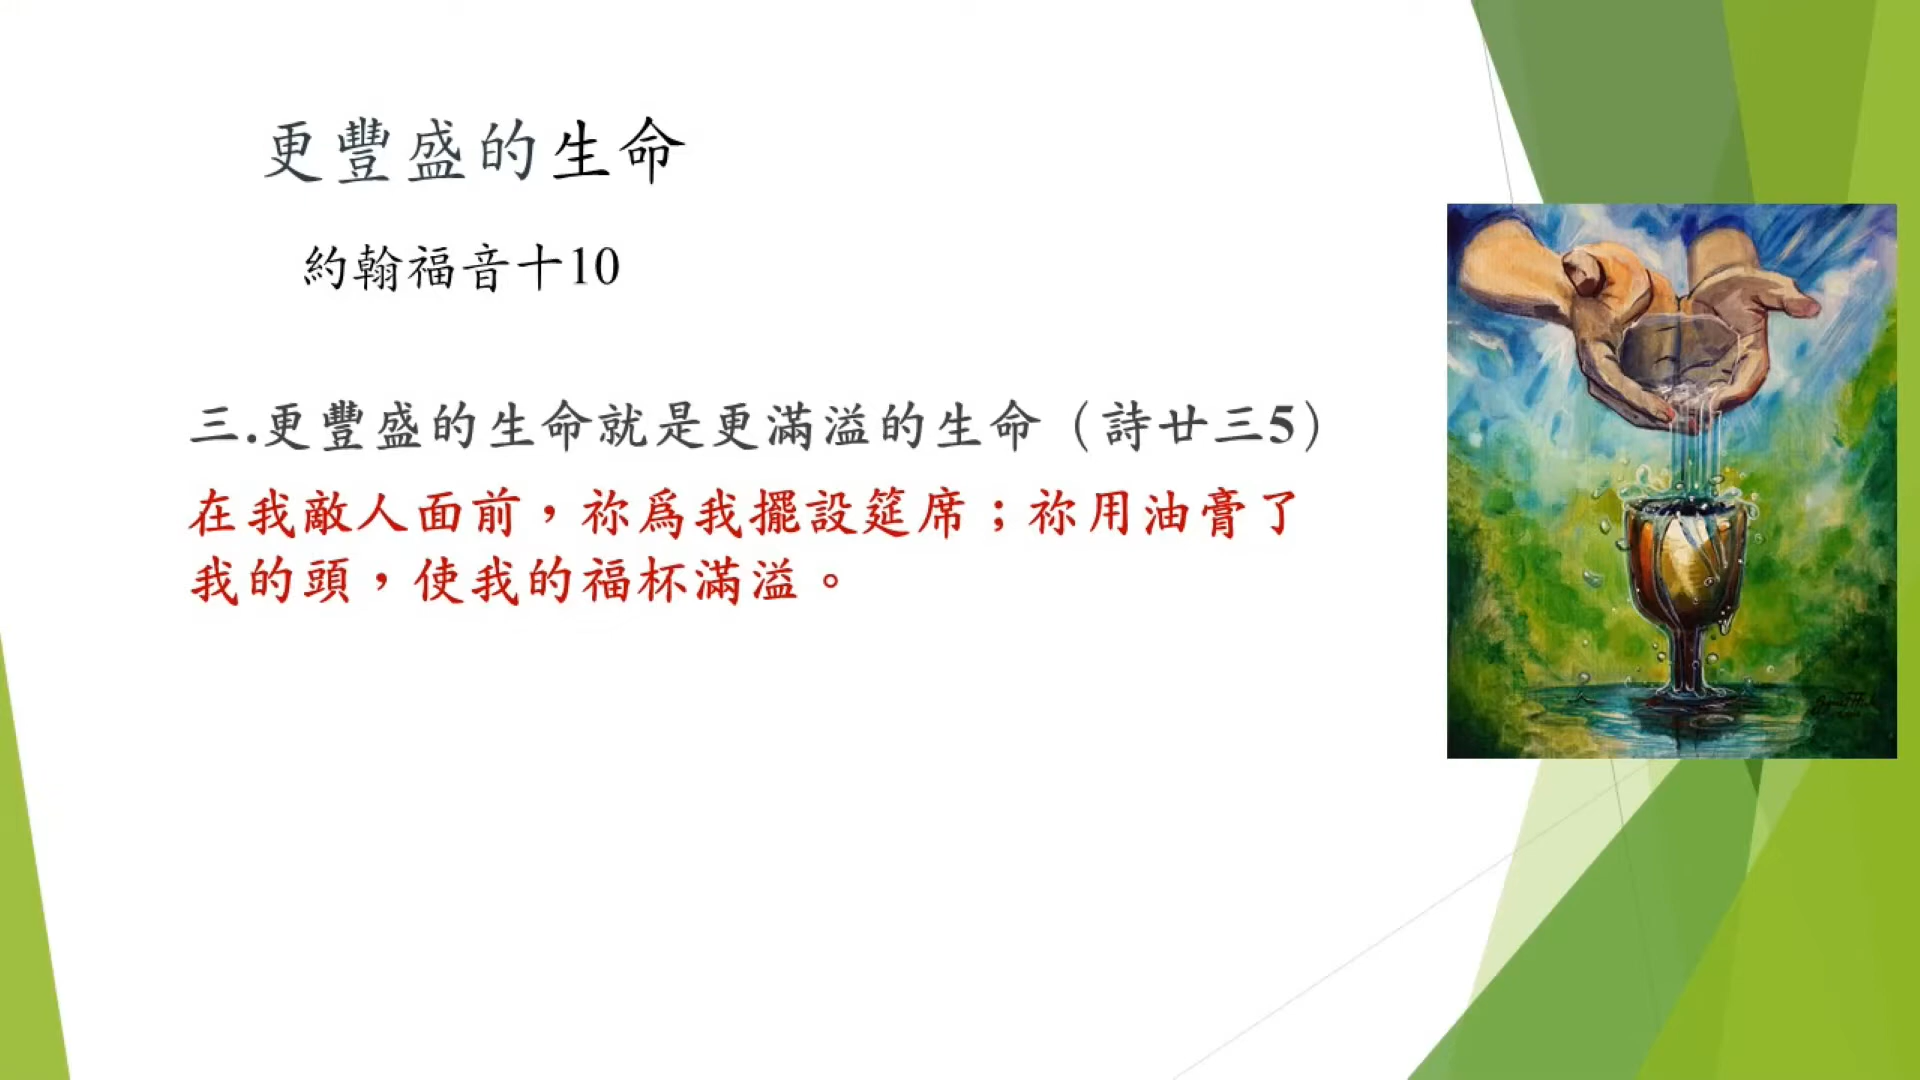 更豐盛的生命
約翰福音十10
三.更豐盛的生命就是更滿溢的生命（詩廿三5）
在我敵人面前，祢爲我擺設筵席；祢用油膏了
我的頭，使我的福杯滿溢。